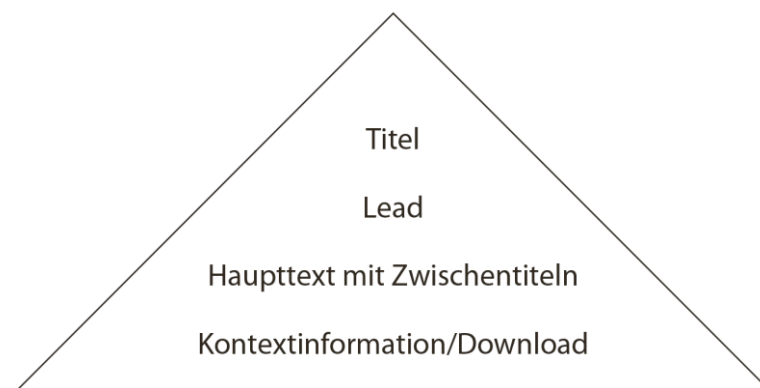 Titel
Lead
Haupttext mit Zwischentiteln
Kontextinformation/Download